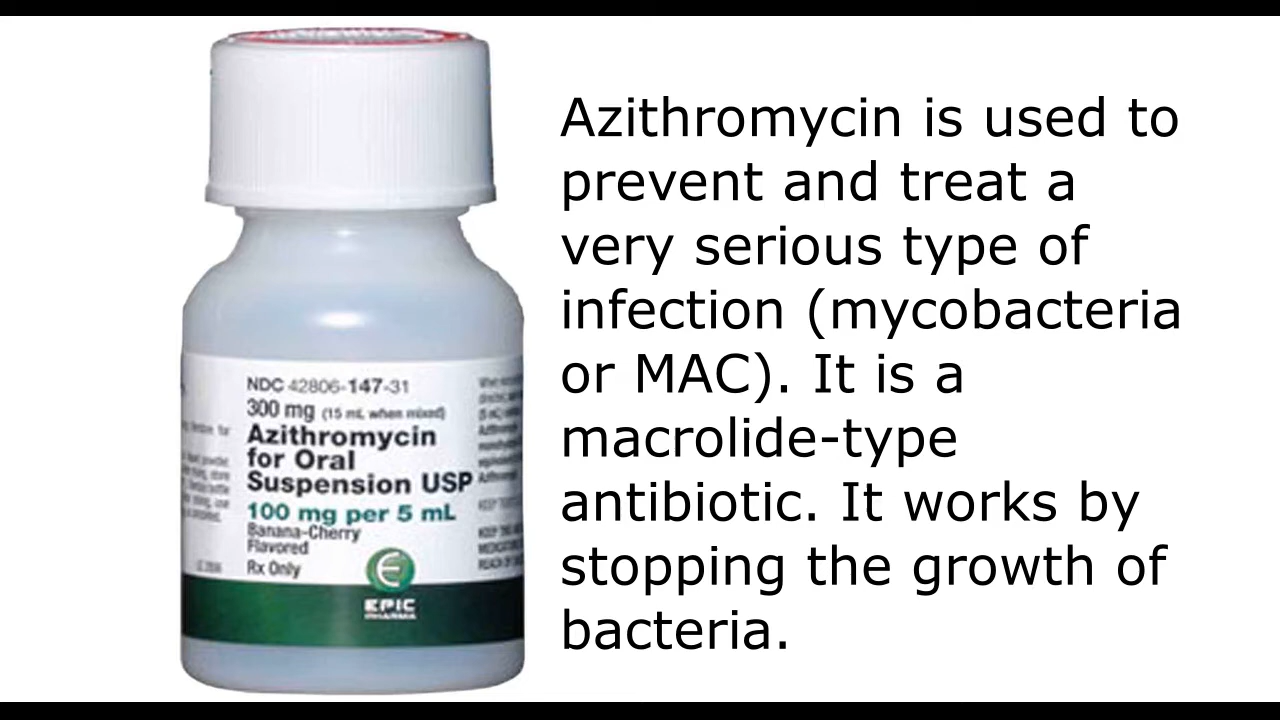 NDC 42806-147-31
300 mg (15 mL when mixed)
Azithromycin
for Oral
Suspension USP
100 mg per 5 mL
Banana-Cherry
Flavored
Rx Only
EPIC
PHARMA
Azithromycin is used to
prevent and treat a
very serious type of
infection (mycobacteria
or MAC). It is a
macrolide-type
antibiotic. It works by
stopping the growth of
bacteria.